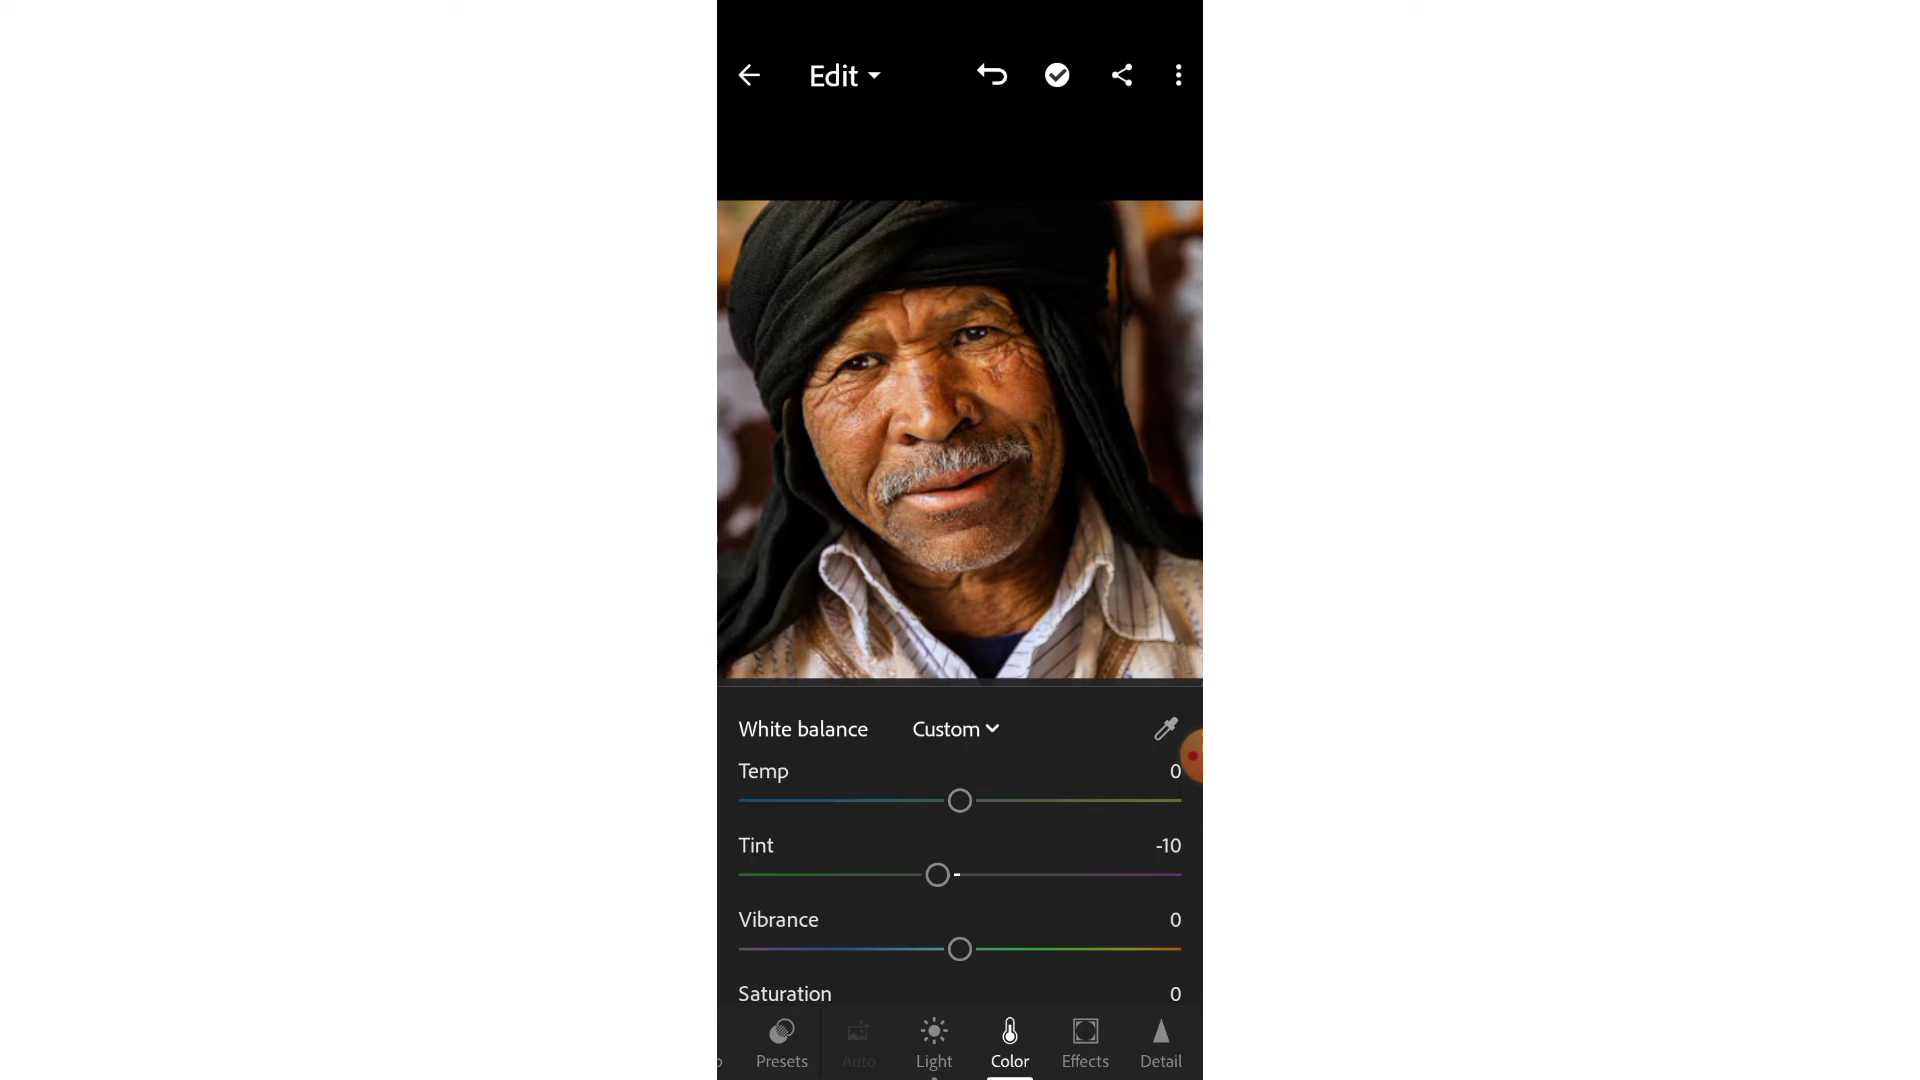 Edit
White balance Custom
Temp 0
Tint -10
Vibrance 0
Saturation 0
Presets Auto Light Color Effects Detail